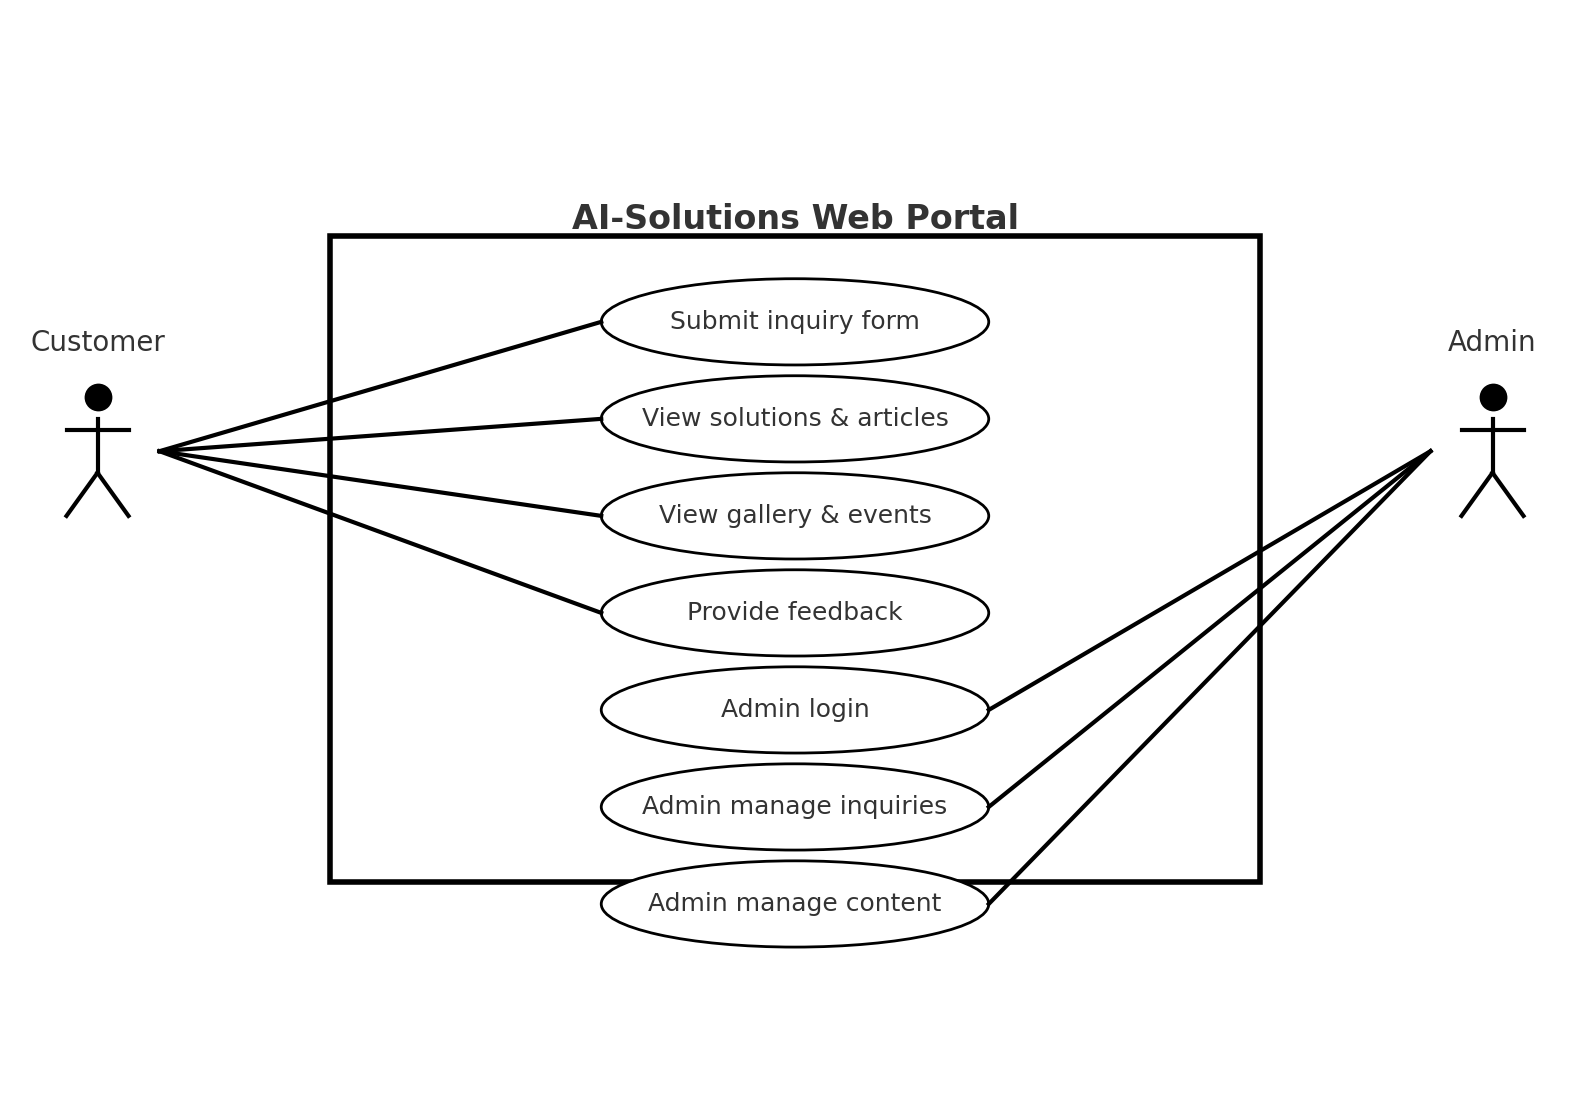 AI-Solutions Web Portal
Customer
Admin
Submit inquiry form
View solutions & articles
View gallery & events
Provide feedback
Admin login
Admin manage inquiries
Admin manage content